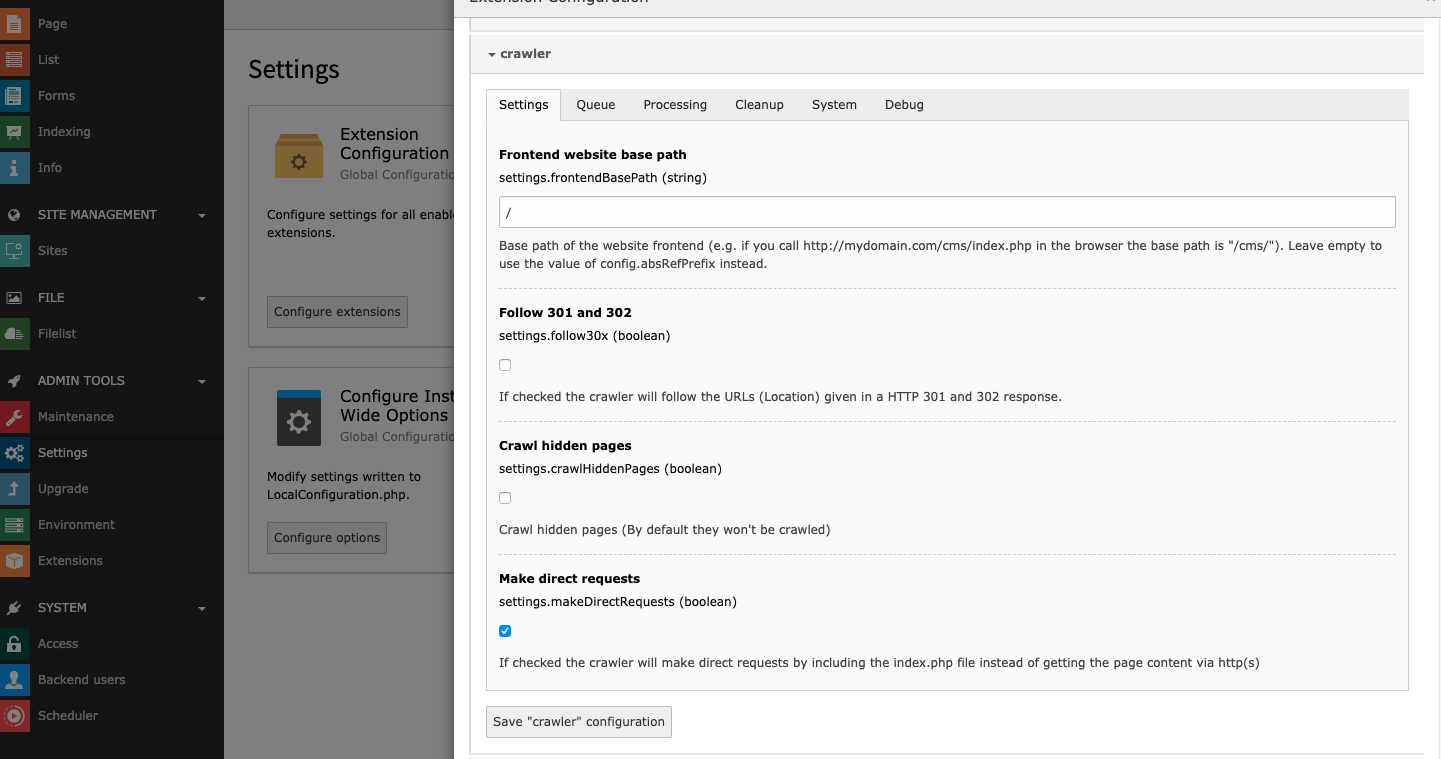 Page
List
Forms
Indexing
Info
SITE MANAGEMENT
Sites
FILE
Filelist
ADMIN TOOLS
Maintenance
Settings
Upgrade
Environment
Extensions
SYSTEM
Access
Backend users
Scheduler
Settings
Extension
Configuration
Global Configuratio
Configure settings for all enable
extensions.
Configure extensions
Configure Inst
Wide Options
Global Configuratio
Modify settings written to
LocalConfiguration.php.
Configure options
Extension Configuration
crawler
Settings Queue Processing Cleanup System Debug
Frontend website base path
settings.frontendBasePath (string)
/
Base path of the website frontend (e.g. if you call http://mydomain.com/cms/index.php in the browser the base path is "/cms/"). Leave empty to
use the value of config.absRefPrefix instead.
Follow 301 and 302
settings.follow30x (boolean)
If checked the crawler will follow the URLs (Location) given in a HTTP 301 and 302 response.
Crawl hidden pages
settings.crawlHiddenPages (boolean)
Crawl hidden pages (By default they won't be crawled)
Make direct requests
settings.makeDirectRequests (boolean)
If checked the crawler will make direct requests by including the index.php file instead of getting the page content via http(s)
Save "crawler" configuration